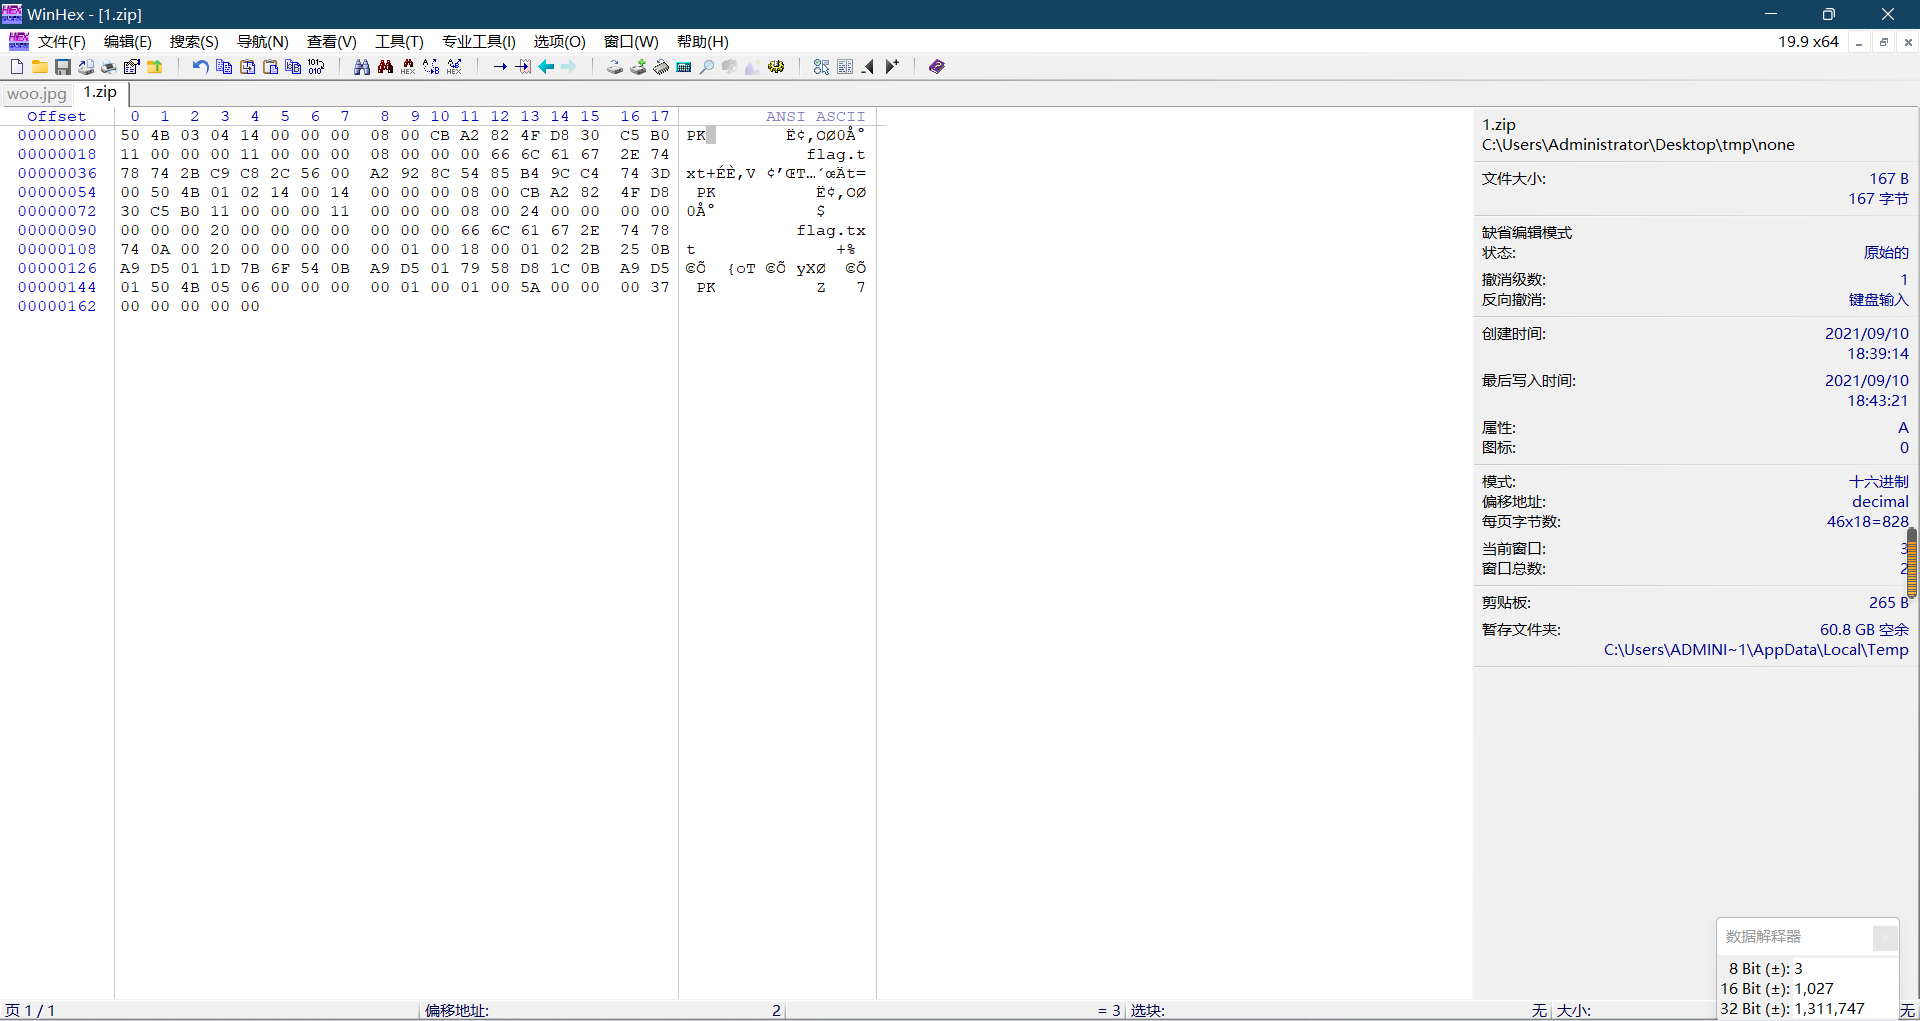 WinHex - [1.zip]
文件(F) 编辑(E) 搜索(S) 导航(N) 查看(V) 工具(T) 专业工具(I) 选项(O) 窗口(W) 帮助(H) 19.9 x64
woo.jpg 1.zip
Offset 0 1 2 3 4 5 6 7 8 9 10 11 12 13 14 15 16 17 ANSI ASCII
00000000 50 4B 03 04 14 00 00 00 08 00 CB A2 82 4F D8 30 C5 B0 PK Ë¢‚OØ0Å°
00000018 11 00 00 00 11 00 00 00 08 00 00 00 66 6C 61 67 2E 74 flag.t
00000036 78 74 2B C9 C8 2C 56 00 A2 92 8C 54 85 B4 9C C4 74 3D xt+ÉÈ,V ¢’ŒT…´œÄt=
00000054 00 50 4B 01 02 14 00 14 00 00 00 08 00 CB A2 82 4F D8 PK Ë¢‚OØ
00000072 30 C5 B0 11 00 00 00 11 00 00 00 08 00 24 00 00 00 00 0Å° $
00000090 00 00 00 20 00 00 00 00 00 00 00 66 6C 61 67 2E 74 78 flag.tx
00000108 74 0A 00 20 00 00 00 00 00 01 00 18 00 01 02 2B 25 0B t +%
00000126 A9 D5 01 1D 7B 6F 54 0B A9 D5 01 79 58 D8 1C 0B A9 D5 ©Õ {oT ©Õ yXØ ©Õ
00000144 01 50 4B 05 06 00 00 00 00 01 00 01 00 5A 00 00 00 37 PK Z 7
00000162 00 00 00 00 00
1.zip
C:\Users\Administrator\Desktop\tmp\none
文件大小: 167 B
167 字节
缺省编辑模式
状态: 原始的
撤消级数: 1
反向撤消: 键盘输入
创建时间: 2021/09/10
18:39:14
最后写入时间: 2021/09/10
18:43:21
属性: A
图标: 0
模式: 十六进制
偏移地址: decimal
每页字节数: 46x18=828
当前窗口: 3
窗口总数: 2
剪贴板: 265 B
暂存文件夹: 60.8 GB 空余
C:\Users\ADMINI~1\AppData\Local\Temp
数据解释器
8 Bit (±): 3
16 Bit (±): 1,027
32 Bit (±): 1,311,747
页 1 / 1 偏移地址: 2 = 3 选块: 无 大小: 无